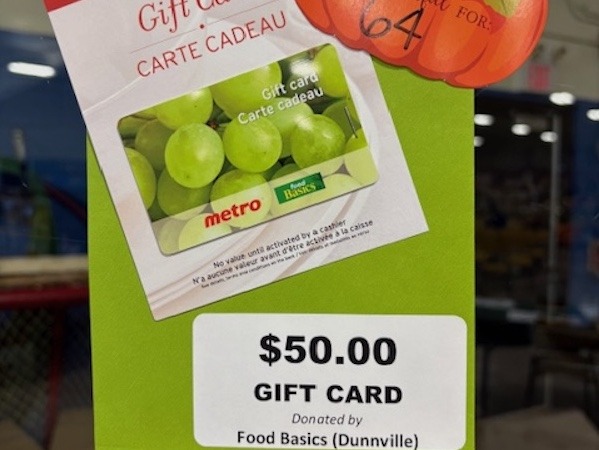 Gift Ca
CARTE CADEAU
FOR:
64
Gift card
Carte cadeau
metro
food
Basics
No value until activated by a cashier
N'a aucune valeur avant d'être activée à la caisse
$50.00
GIFT CARD
Donated by
Food Basics (Dunnville)